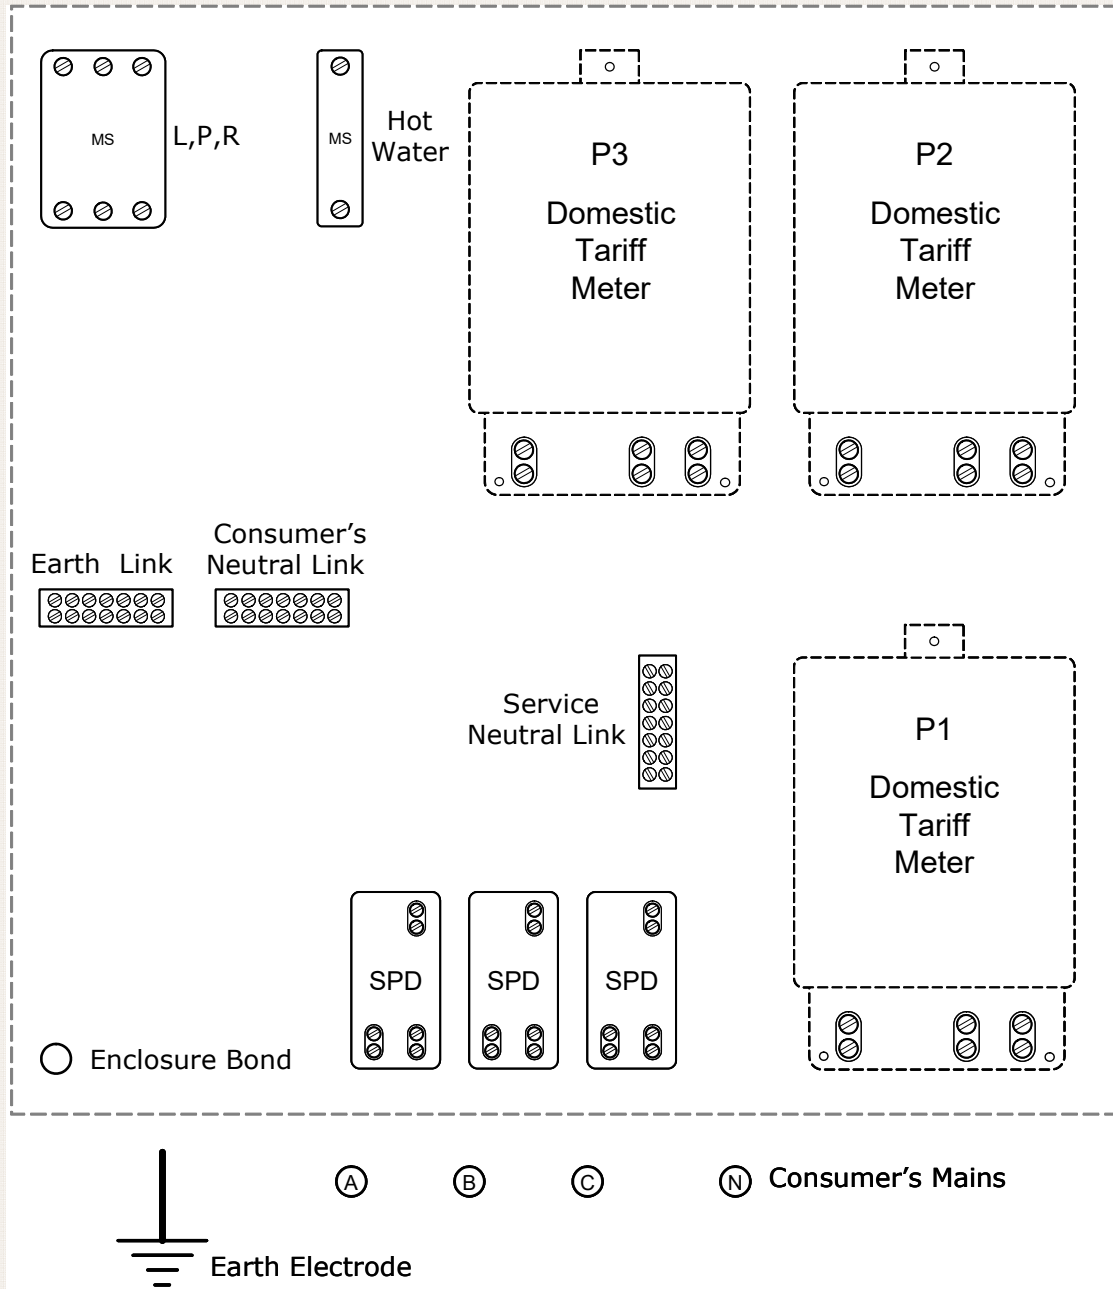 MS
L,P,R
MS
Hot
Water
P3
Domestic
Tariff
Meter
P2
Domestic
Tariff
Meter
Earth Link
Consumer’s
Neutral Link
Service
Neutral Link
P1
Domestic
Tariff
Meter
SPD
SPD
SPD
Enclosure Bond
A
B
C
N
Consumer’s Mains
Earth Electrode